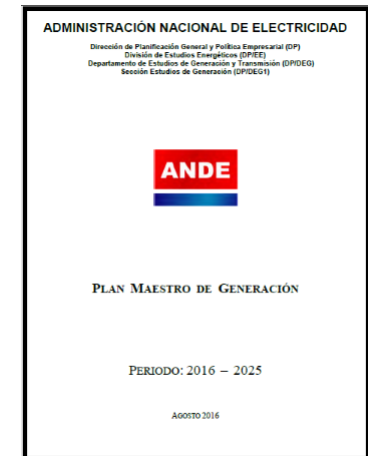 ADMINISTRACIÓN NACIONAL DE ELECTRICIDAD
Dirección de Planificación General y Política Empresarial (DP)
División de Estudios Energéticos (DP/EE)
Departamento de Estudios de Generación y Transmisión (DP/DEG)
Sección Estudios de Generación (DP/DEG1)
ANDE
PLAN MAESTRO DE GENERACIÓN
PERIODO: 2016 – 2025
AGOSTO 2016